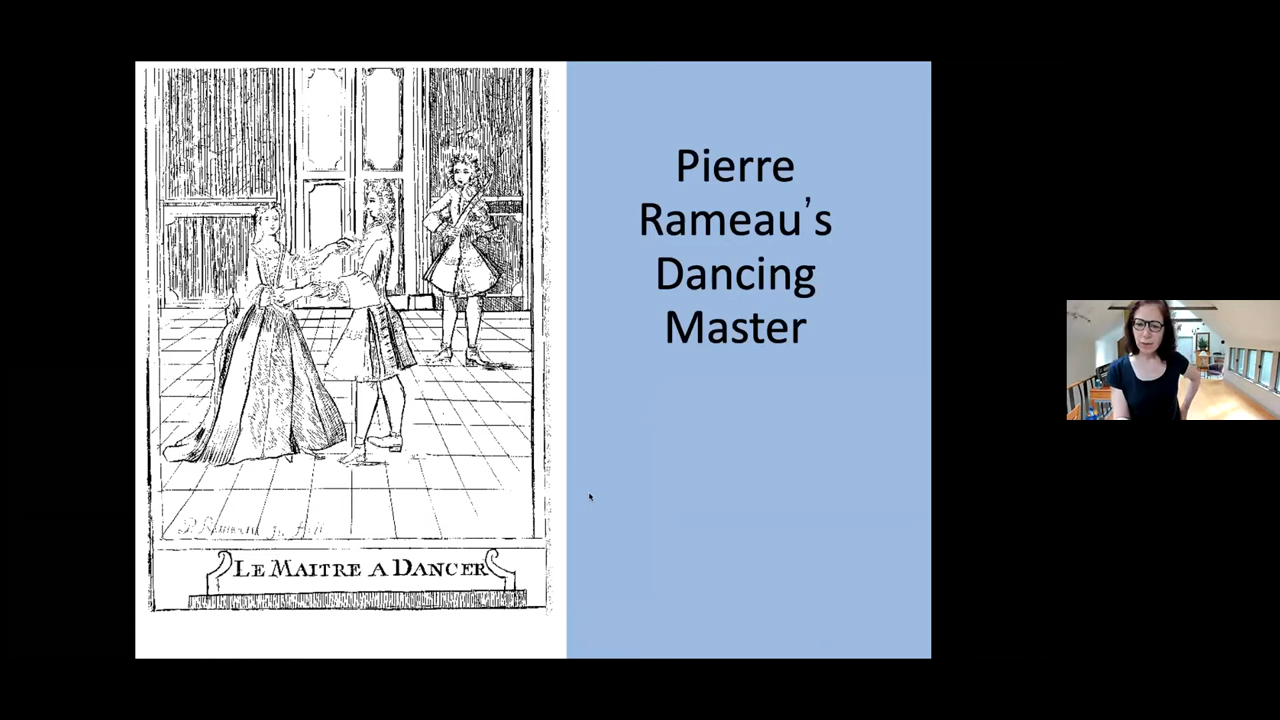 Pierre
Rameau's
Dancing
Master
LE MAITRE A DANCER